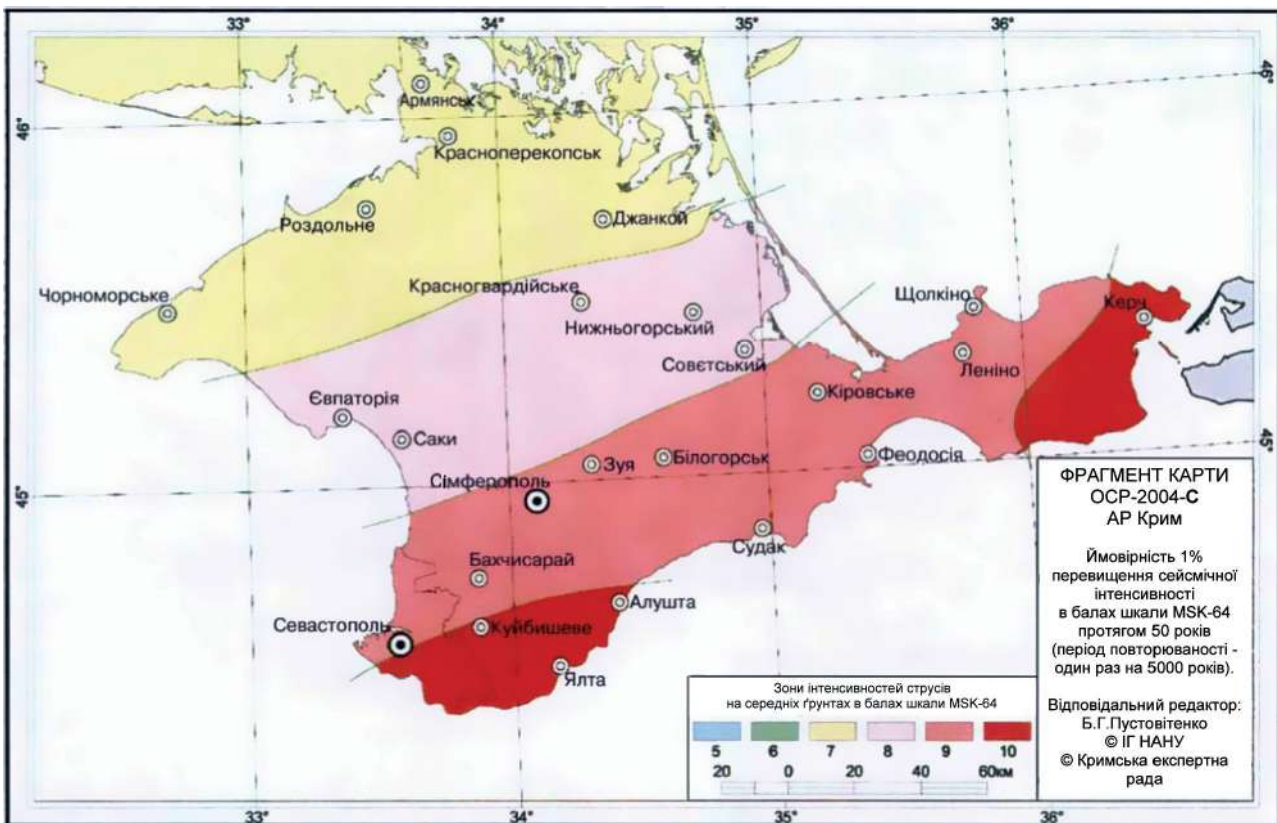 33°
34°
35°
36°
46°
46°
Армянськ
Красноперекопськ
Роздольне
Джанкой
Чорноморське
Красногвардійське
Нижньогорський
Совєтський
Щолкіно
Керч
Леніно
Кіровське
Євпаторія
Саки
Зуя
Білогорськ
Феодосія
Сімферополь
45°
45°
Судак
Бахчисарай
Севастополь
Куйбишеве
Алушта
Ялта
ФРАГМЕНТ КАРТИ
ОСР-2004-С
АР Крим
Ймовірність 1%
перевищення сейсмічної
інтенсивності
в балах шкали MSK-64
протягом 50 років
(період повторюваності -
один раз на 5000 років).
Відповідальний редактор:
Б.Г.Пустовітенко
© ІГ НАНУ
© Кримська експертна
рада
Зони інтенсивностей струсів
на середніх ґрунтах в балах шкали MSK-64
5 6 7 8 9 10
20 0 20 40 60км
33°
34°
35°
36°